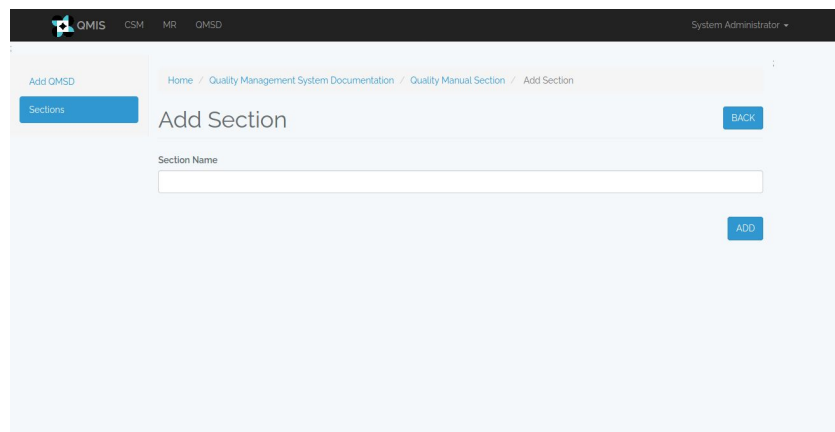 QMIS CSM MR QMSD System Administrator
;
;
Add QMSD
Sections
Home / Quality Management System Documentation / Quality Manual Section / Add Section
Add Section
BACK
Section Name
ADD